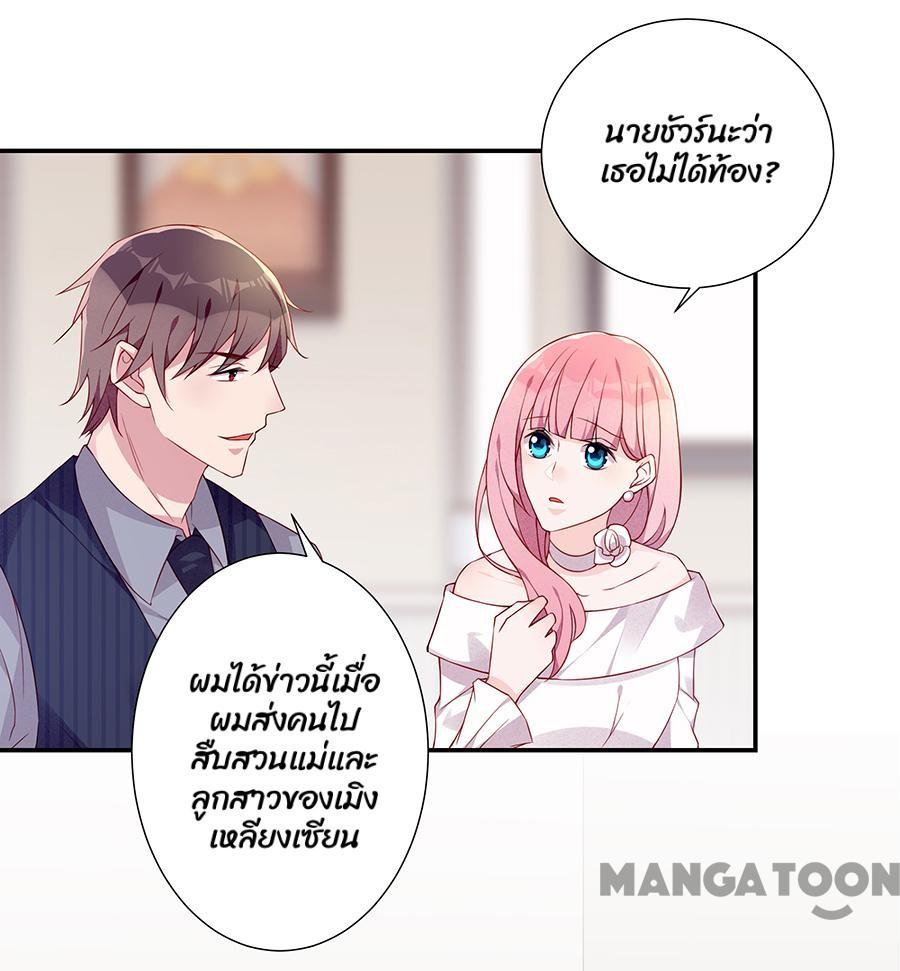 นายชัวร์นะว่า
เธอไม่ได้ท้อง?
ผมได้ข่าวนี้เมื่อ
ผมส่งคนไป
สืบสวนแม่และ
ลูกสาวของเมิง
เหลียงเซียน
MANGATOON